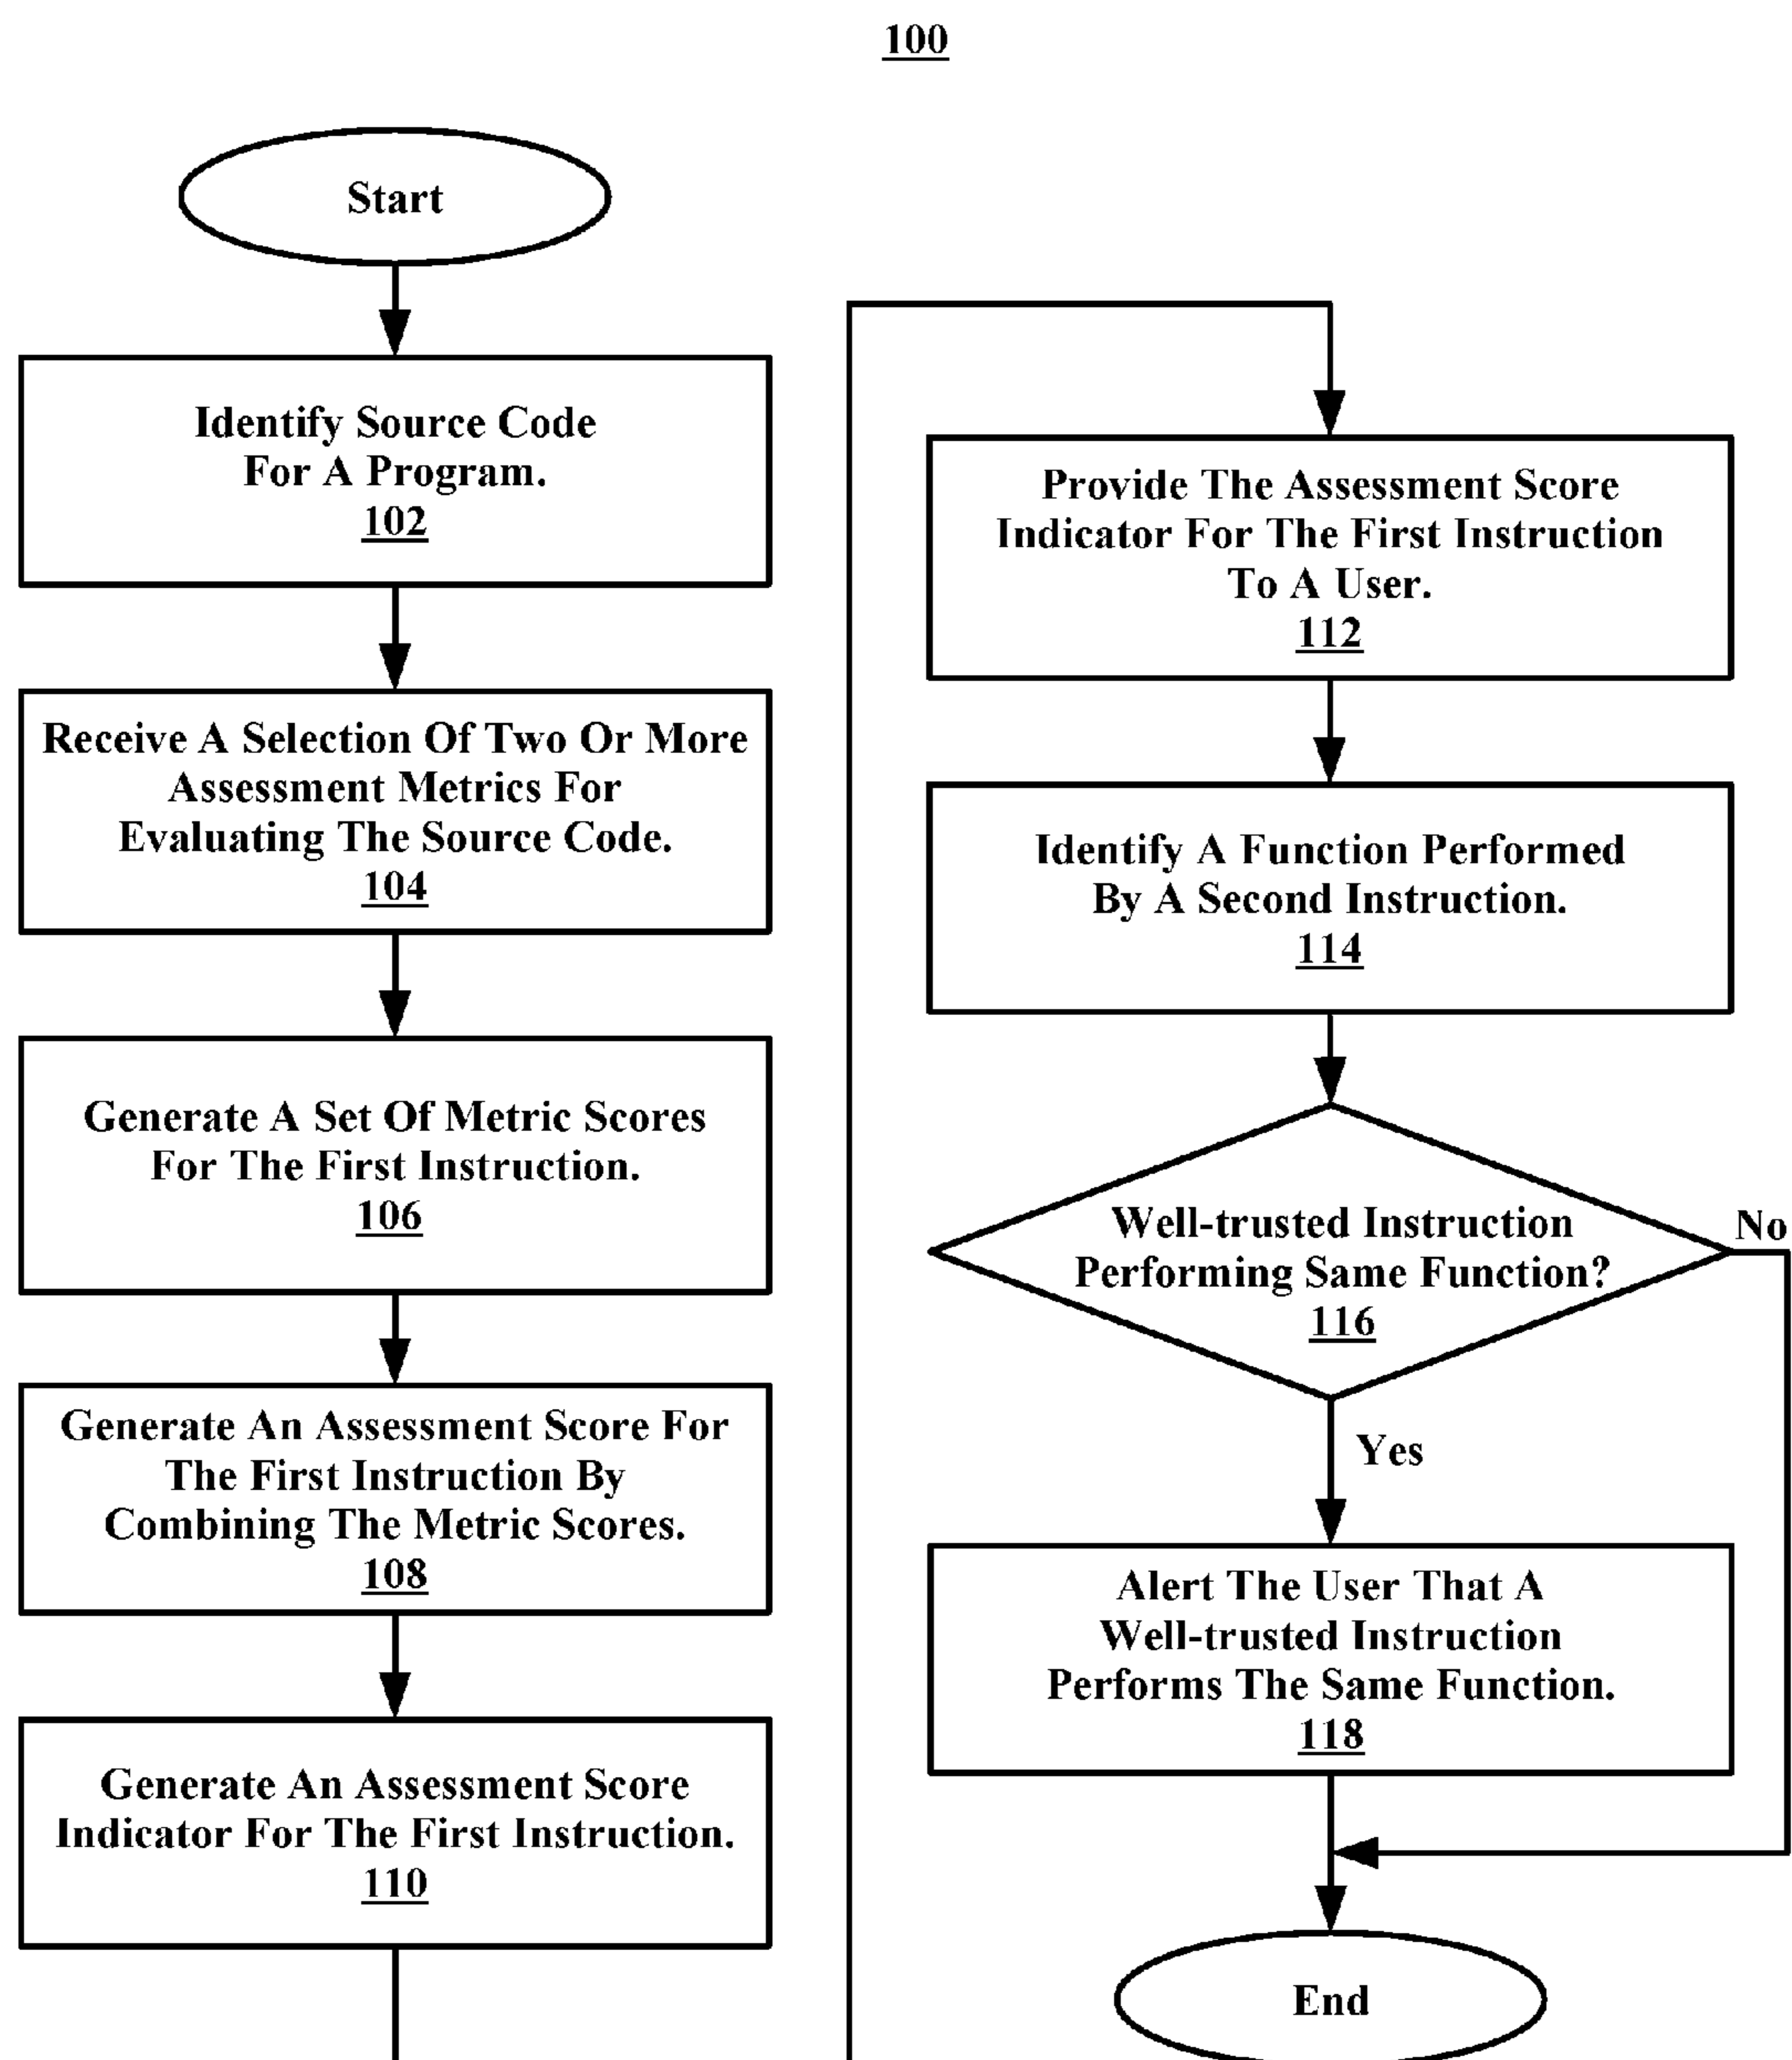 100
Start
Identify Source Code
For A Program.
102
Receive A Selection Of Two Or More
Assessment Metrics For
Evaluating The Source Code.
104
Generate A Set Of Metric Scores
For The First Instruction.
106
Generate An Assessment Score For
The First Instruction By
Combining The Metric Scores.
108
Generate An Assessment Score
Indicator For The First Instruction.
110
Provide The Assessment Score
Indicator For The First Instruction
To A User.
112
Identify A Function Performed
By A Second Instruction.
114
Well-trusted Instruction
Performing Same Function?
116
No
Yes
Alert The User That A
Well-trusted Instruction
Performs The Same Function.
118
End